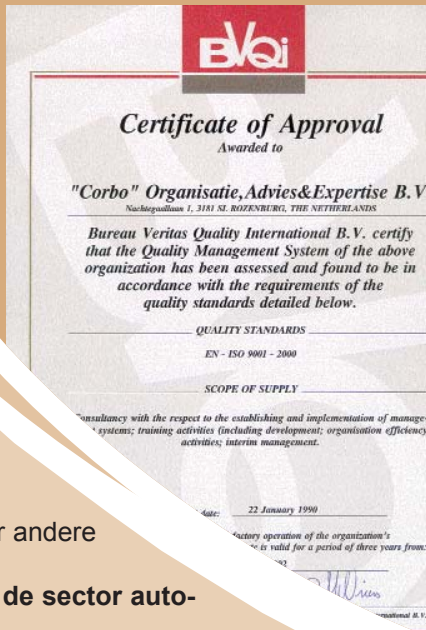 BVQi
Certificate of Approval
Awarded to
"Corbo" Organisatie,Advies&Expertise B.V
Nachtegaallaan 1, 3181 XL ROZENBURG, THE NETHERLANDS
Bureau Veritas Quality International B.V. certify
that the Quality Management System of the above
organization has been assessed and found to be in
accordance with the requirements of the
quality standards detailed below.
QUALITY STANDARDS
EN - ISO 9001 - 2000
SCOPE OF SUPPLY
Consultancy with the respect to the establishing and implementation of manage-
systems; training activities (including development; organisation efficiency
activities; interim management.
date: 22 January 1990
factory operation of the organization's
is valid for a period of three years from:
andere
de sector auto-